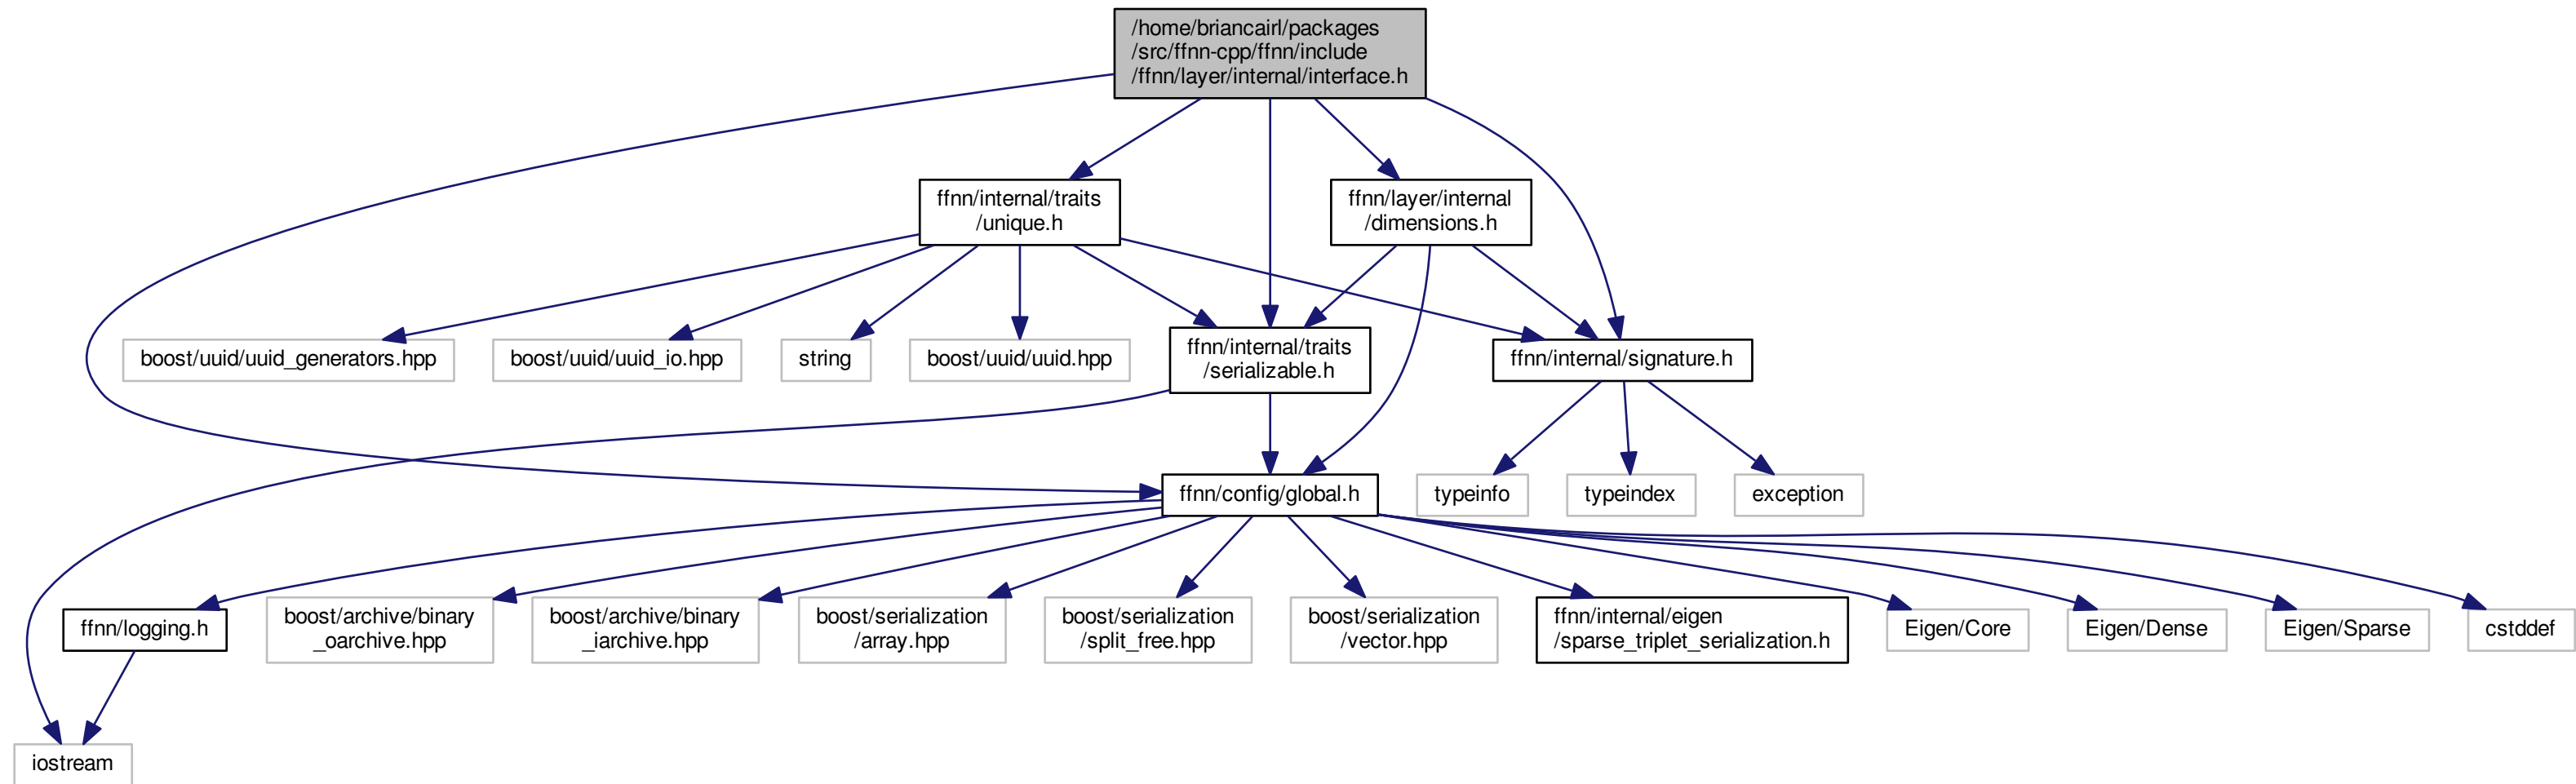 /home/briancairl/packages
/src/ffnn-cpp/ffnn/include
/ffnn/layer/internal/interface.h
ffnn/internal/traits
/unique.h
ffnn/layer/internal
/dimensions.h
boost/uuid/uuid_generators.hpp
boost/uuid/uuid_io.hpp
string
boost/uuid/uuid.hpp
ffnn/internal/traits
/serializable.h
ffnn/internal/signature.h
ffnn/config/global.h
typeinfo
typeindex
exception
ffnn/logging.h
boost/archive/binary
_oarchive.hpp
boost/archive/binary
_iarchive.hpp
boost/serialization
/array.hpp
boost/serialization
/split_free.hpp
boost/serialization
/vector.hpp
ffnn/internal/eigen
/sparse_triplet_serialization.h
Eigen/Core
Eigen/Dense
Eigen/Sparse
cstddef
iostream